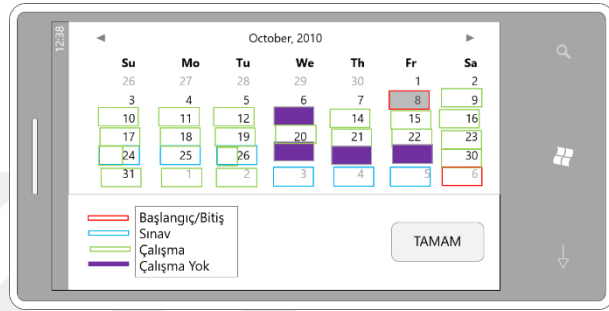 12:38
October, 2010
Su Mo Tu We Th Fr Sa
26 27 28 29 30 1 2
3 4 5 6 7 8 9
10 11 12 14 15 16
17 18 19 20 21 22 23
24 25 26 30
31 1 2 3 4 5 6
Başlangıç/Bitiş
Sınav
Çalışma
Çalışma Yok
TAMAM